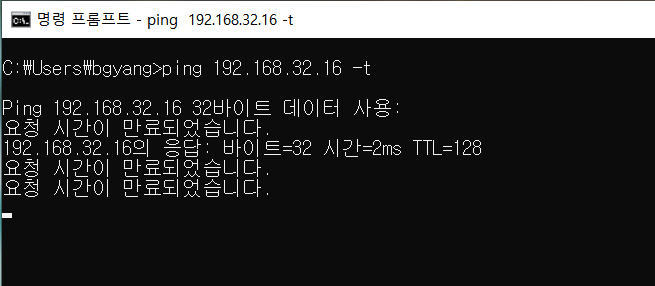 명령 프롬프트 - ping  192.168.32.16 -t
C:₩Users₩bgyang>ping 192.168.32.16 -t
Ping 192.168.32.16 32바이트 데이터 사용:
요청 시간이 만료되었습니다.
192.168.32.16의 응답: 바이트=32 시간=2ms TTL=128
요청 시간이 만료되었습니다.
요청 시간이 만료되었습니다.